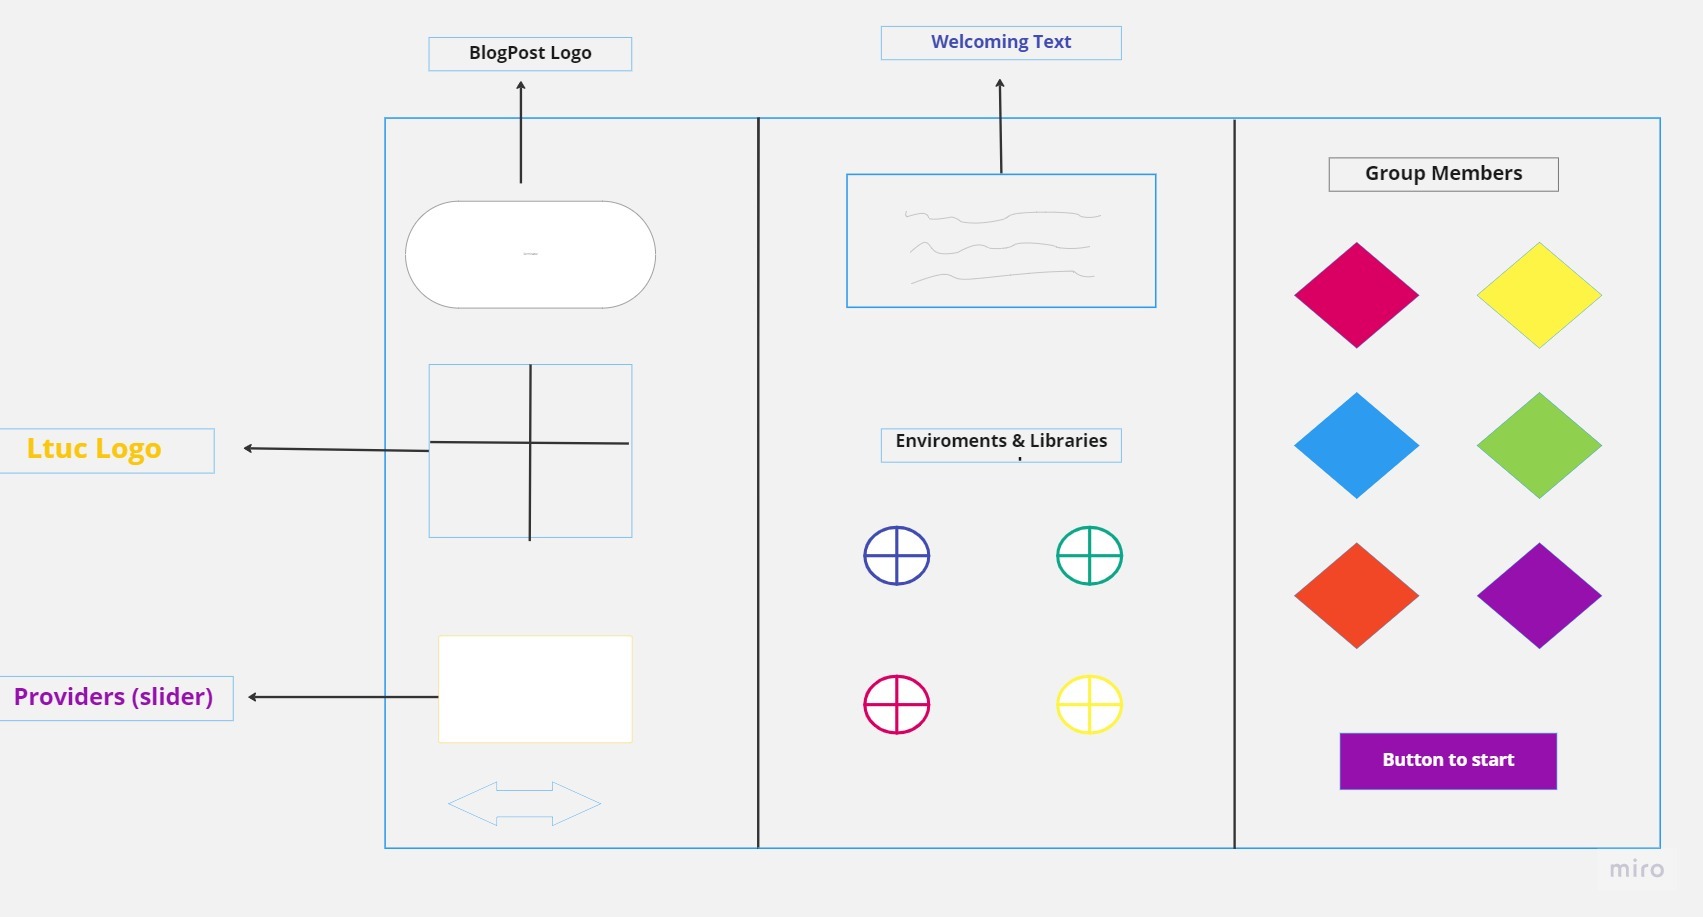 BlogPost Logo
Welcoming Text
Group Members
Ltuc Logo
Enviroments & Libraries
Providers (slider)
Button to start
miro